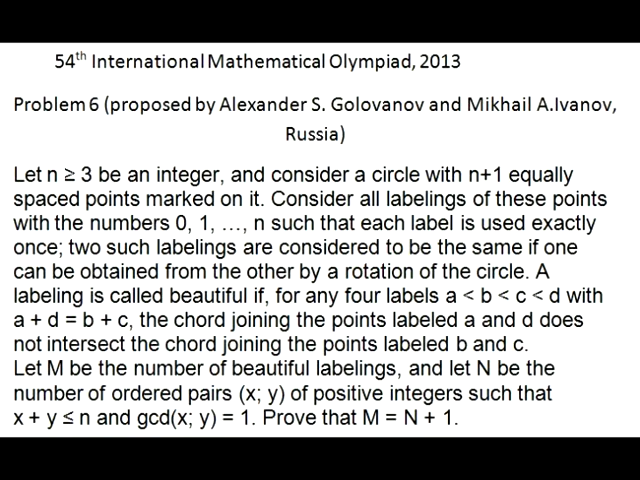 54th International Mathematical Olympiad, 2013
Problem 6 (proposed by Alexander S. Golovanov and Mikhail A.Ivanov,
Russia)
Let n ≥ 3 be an integer, and consider a circle with n+1 equally
spaced points marked on it. Consider all labelings of these points
with the numbers 0, 1, ..., n such that each label is used exactly
once; two such labelings are considered to be the same if one
can be obtained from the other by a rotation of the circle. A
labeling is called beautiful if, for any four labels a < b < c < d with
a + d = b + c, the chord joining the points labeled a and d does
not intersect the chord joining the points labeled b and c.
Let M be the number of beautiful labelings, and let N be the
number of ordered pairs (x; y) of positive integers such that
x + y ≤ n and gcd(x; y) = 1. Prove that M = N + 1.